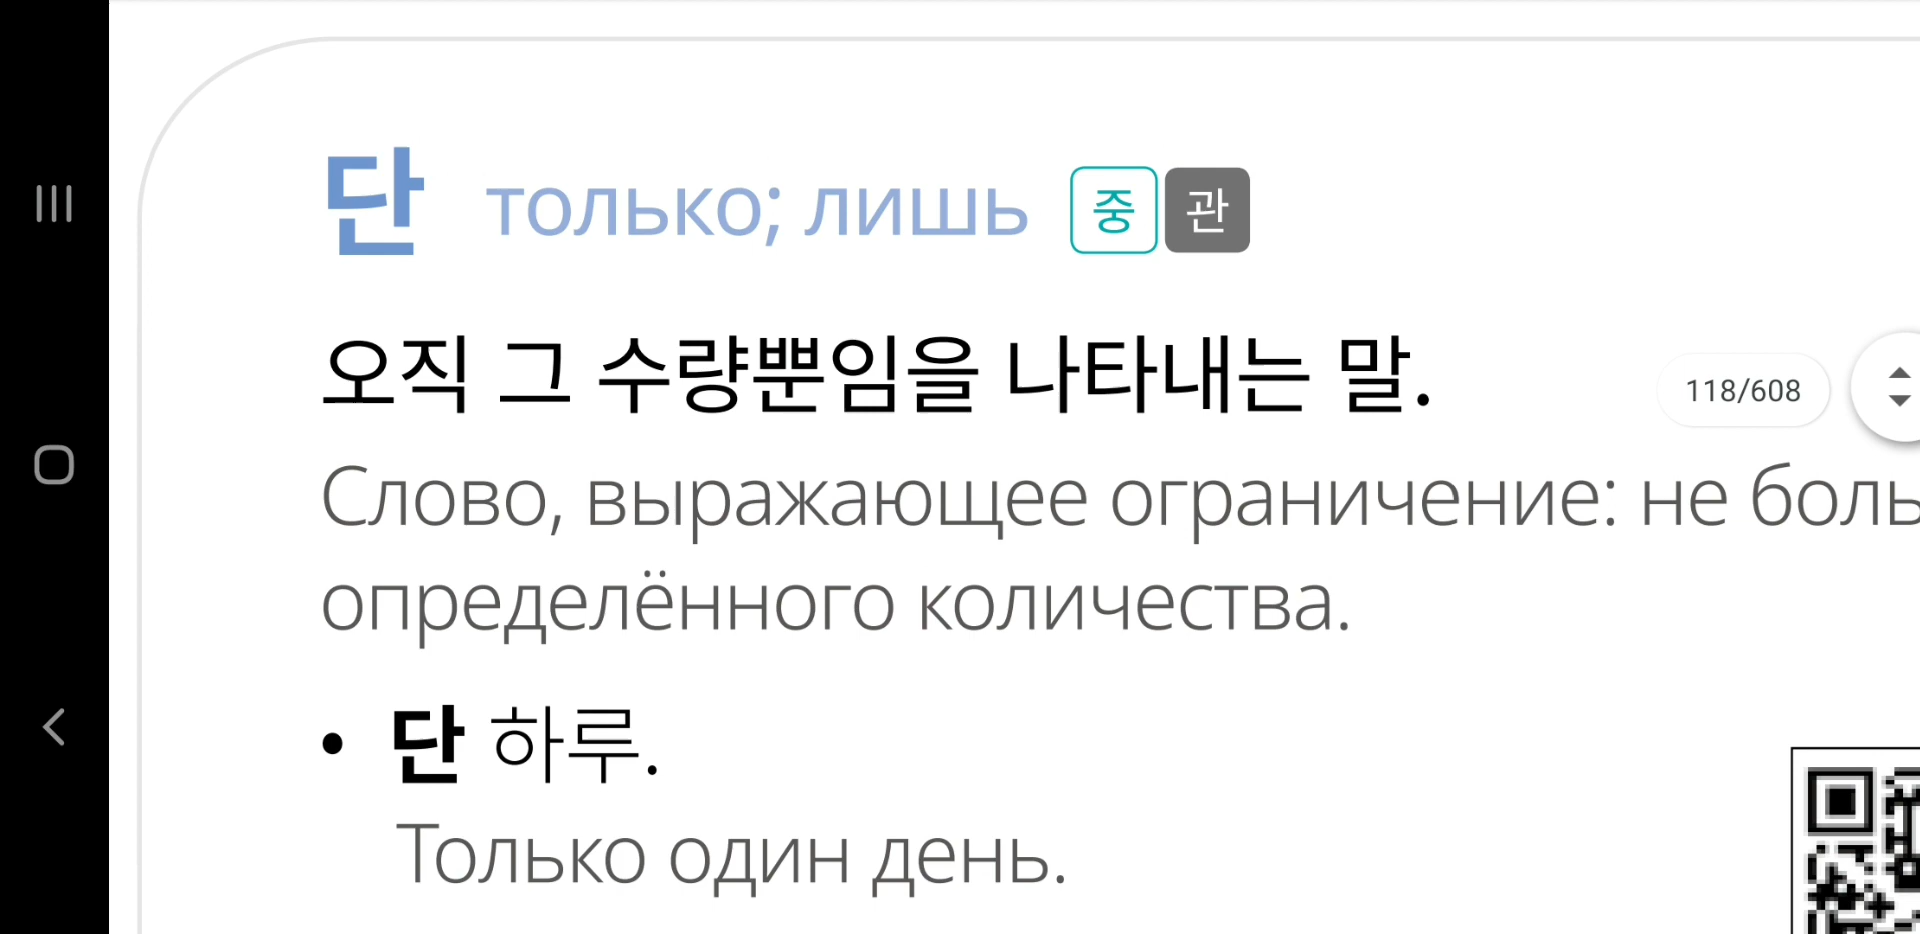 단 только; лишь 중 관
오직 그 수량뿐임을 나타내는 말.
118/608
Слово, выражающее ограничение: не боль
определённого количества.
• 단 하루.
Только один день.